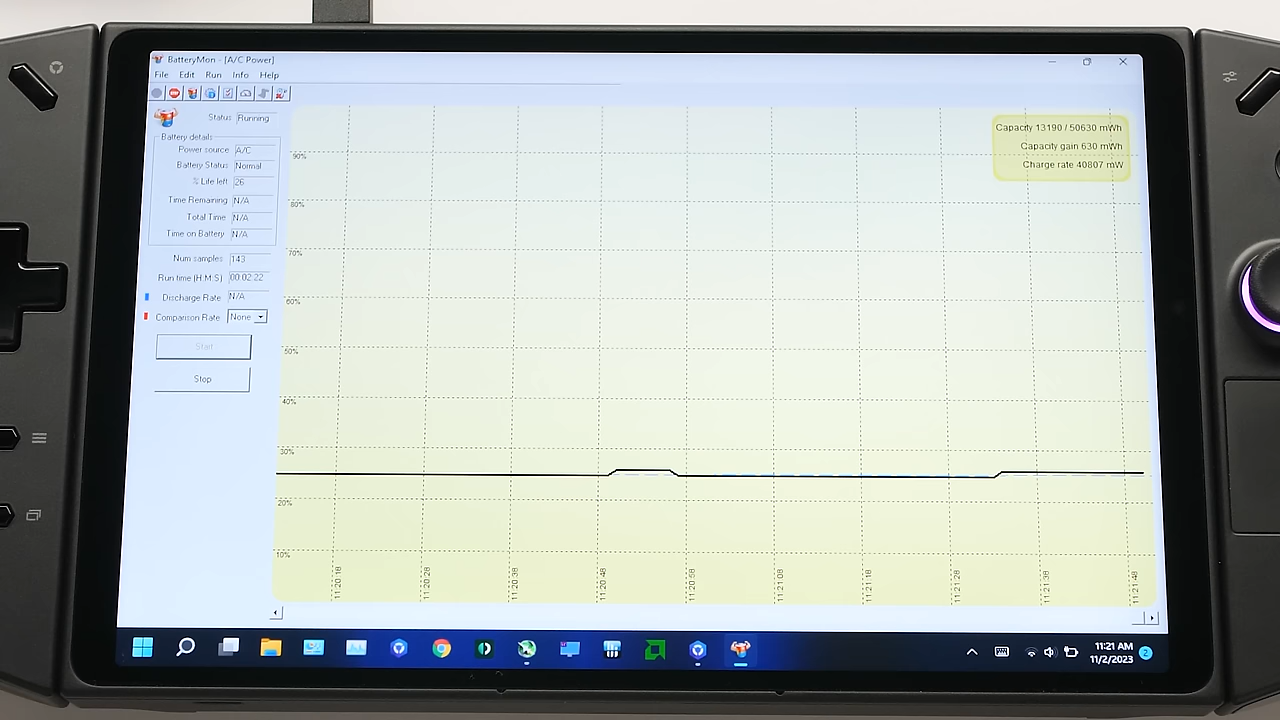 BatteryMon - [A/C Power]
File Edit Run Info Help
Status Running
Battery details
Power source A/C
Battery Status Normal
% Life left 26
Time Remaining N/A
Total Time N/A
Time on Battery N/A
Num samples 143
Run time (H:M:S) 00:02:22
Discharge Rate N/A
Comparison Rate None
Start
Stop
Capacity 13190 / 50630 mWh
Capacity gain 630 mWh
Charge rate 40807 mW
90%
80%
70%
60%
50%
40%
30%
20%
10%
11:20:18
11:20:28
11:20:38
11:20:48
11:20:58
11:21:08
11:21:18
11:21:28
11:21:38
11:21:48
11:21 AM
11/2/2023
2